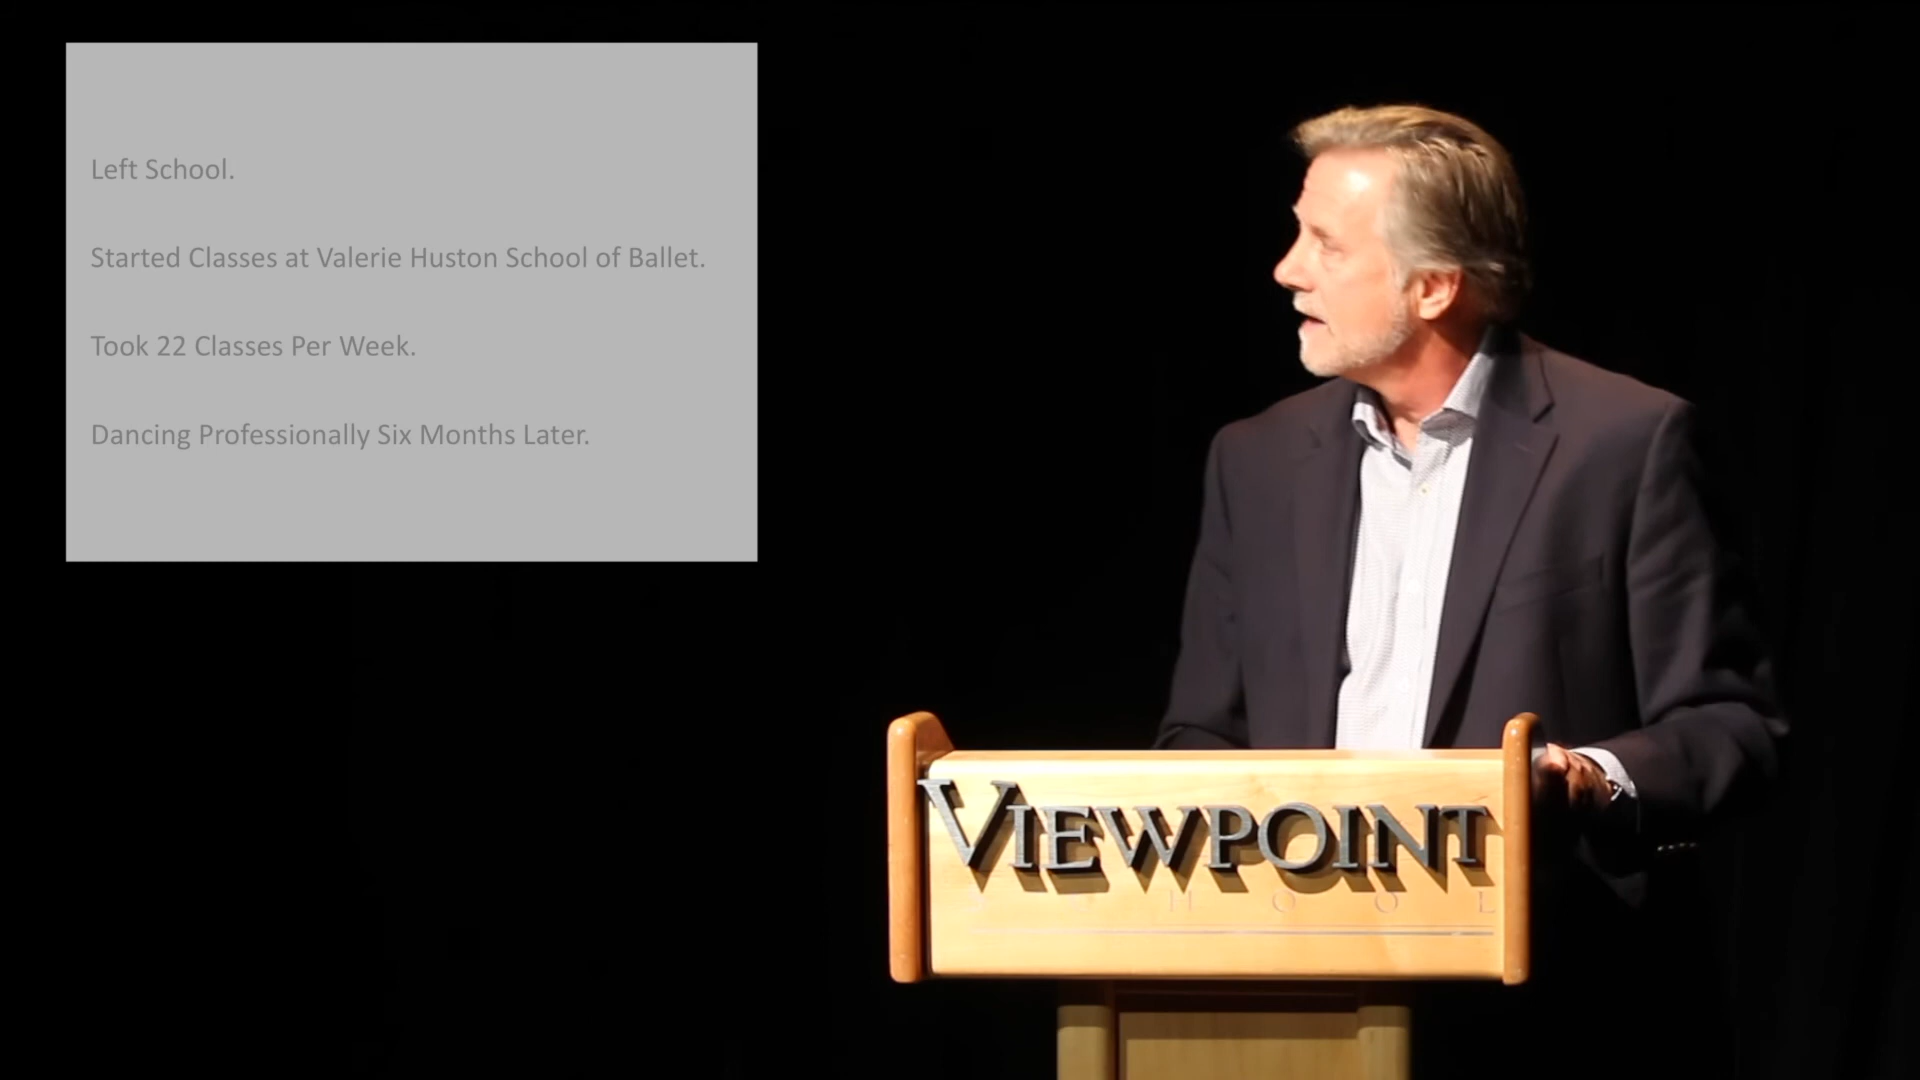 Left School.
Started Classes at Valerie Huston School of Ballet.
Took 22 Classes Per Week.
Dancing Professionally Six Months Later.
VIEWPOINT
SCHOOL